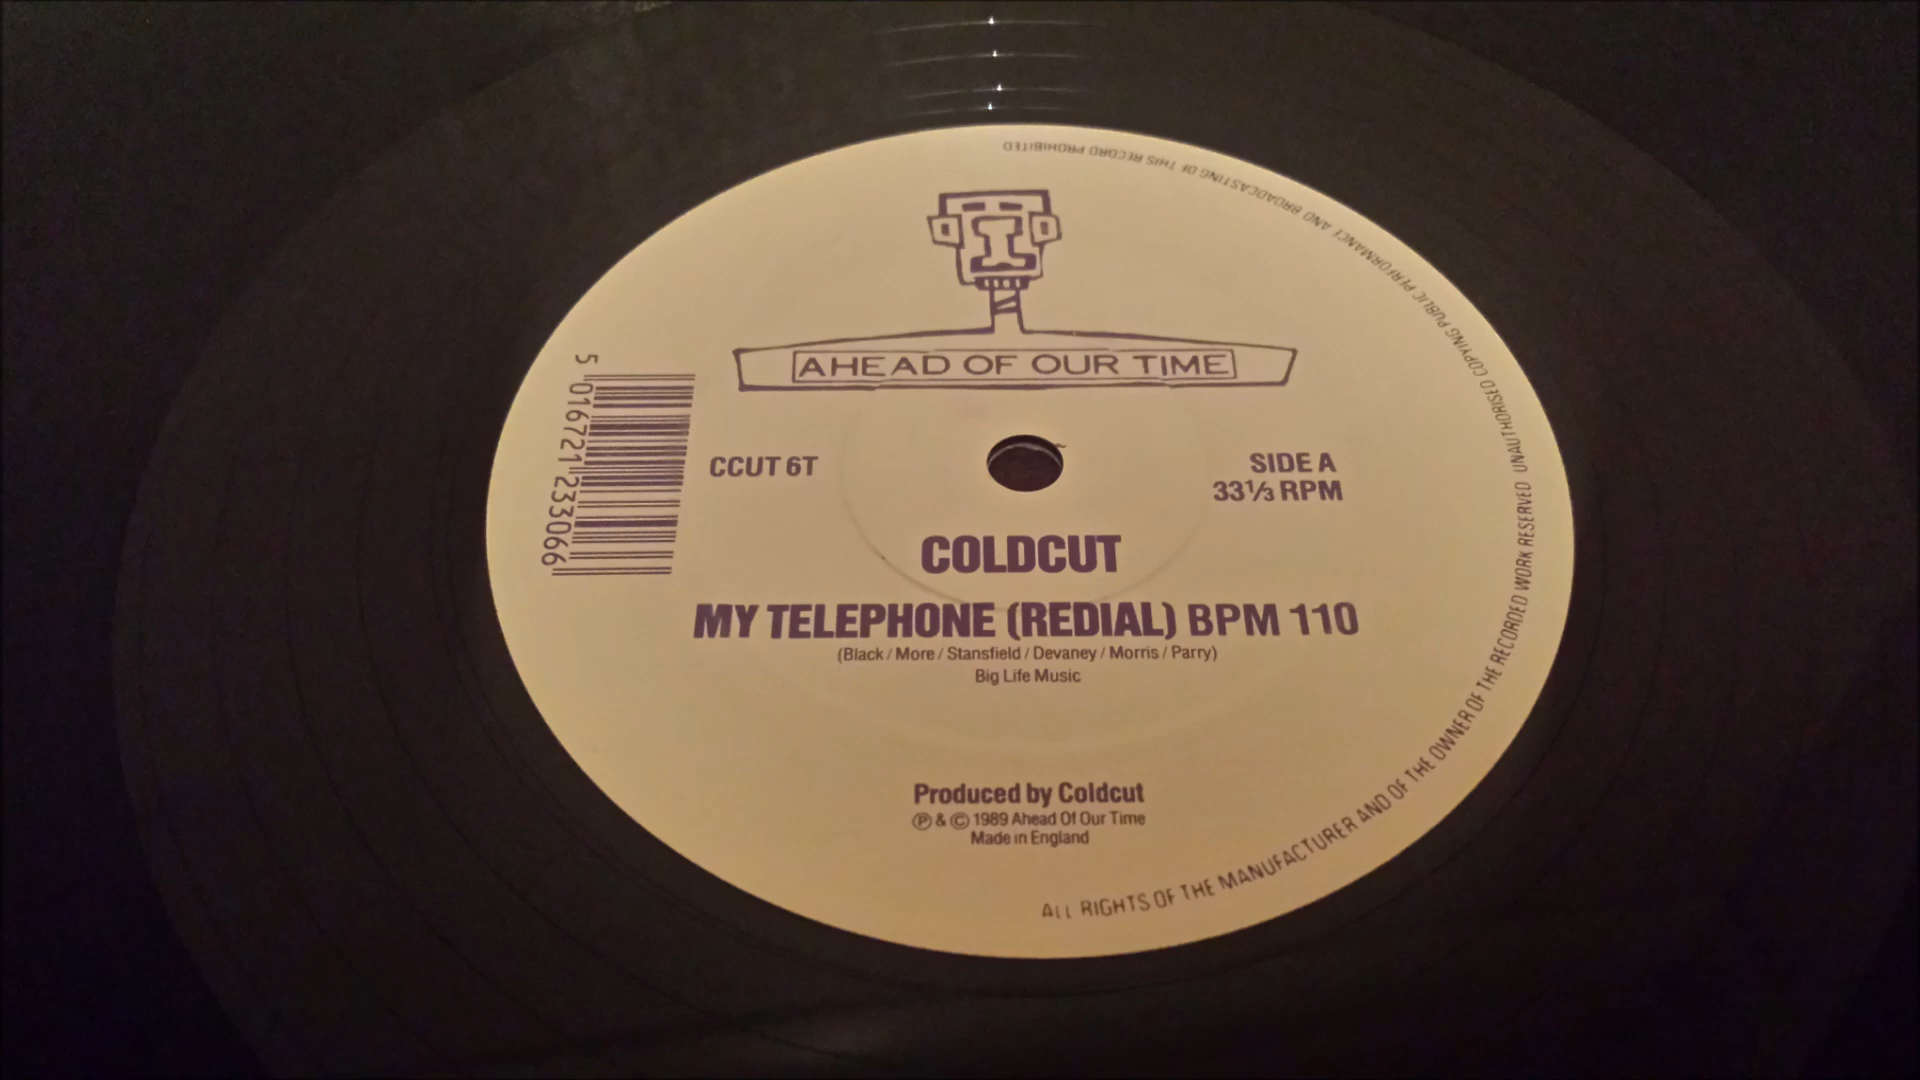 AHEAD OF OUR TIME
5 016721 233066
CCUT 6T
SIDE A
33⅓ RPM
COLDCUT
MY TELEPHONE (REDIAL) BPM 110
(Black / More / Stansfield / Devaney / Morris / Parry)
Big Life Music
Produced by Coldcut
Ⓟ & © 1989 Ahead Of Our Time
Made in England
ALL RIGHTS OF THE MANUFACTURER AND OF THE OWNER OF THE RECORDED WORK RESERVED UNAUTHORISED COPYING PUBLIC PERFORMANCE AND BROADCASTING OF THIS RECORD PROHIBITED